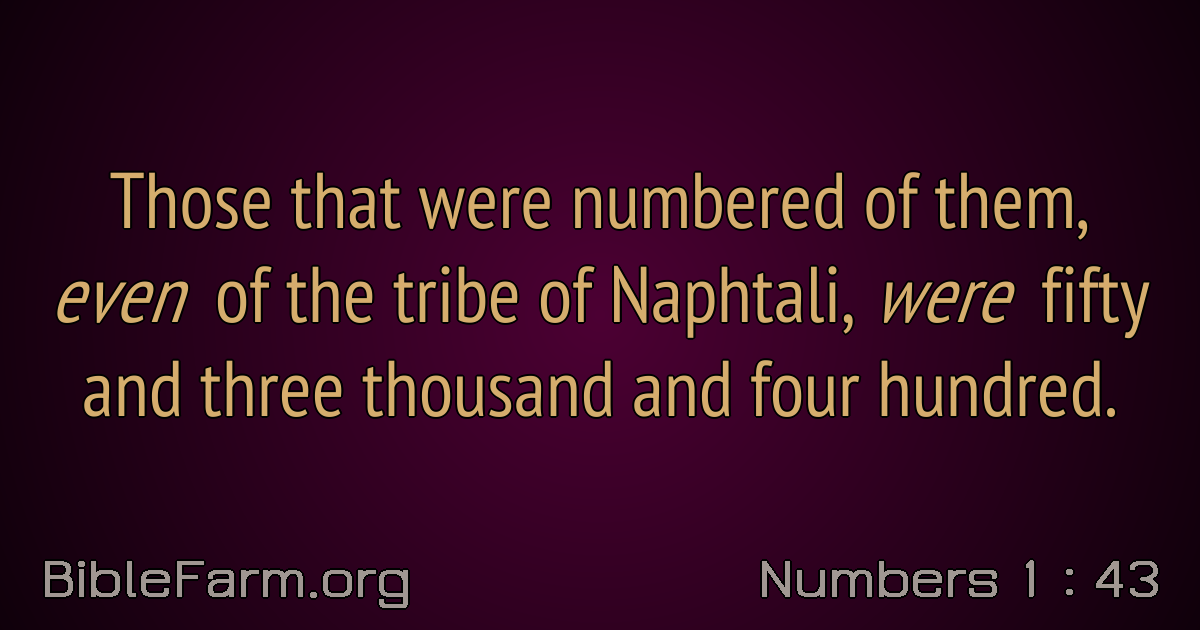 Those that were numbered of them,
even of the tribe of Naphtali, were fifty
and three thousand and four hundred.
BibleFarm.org
Numbers 1 : 43